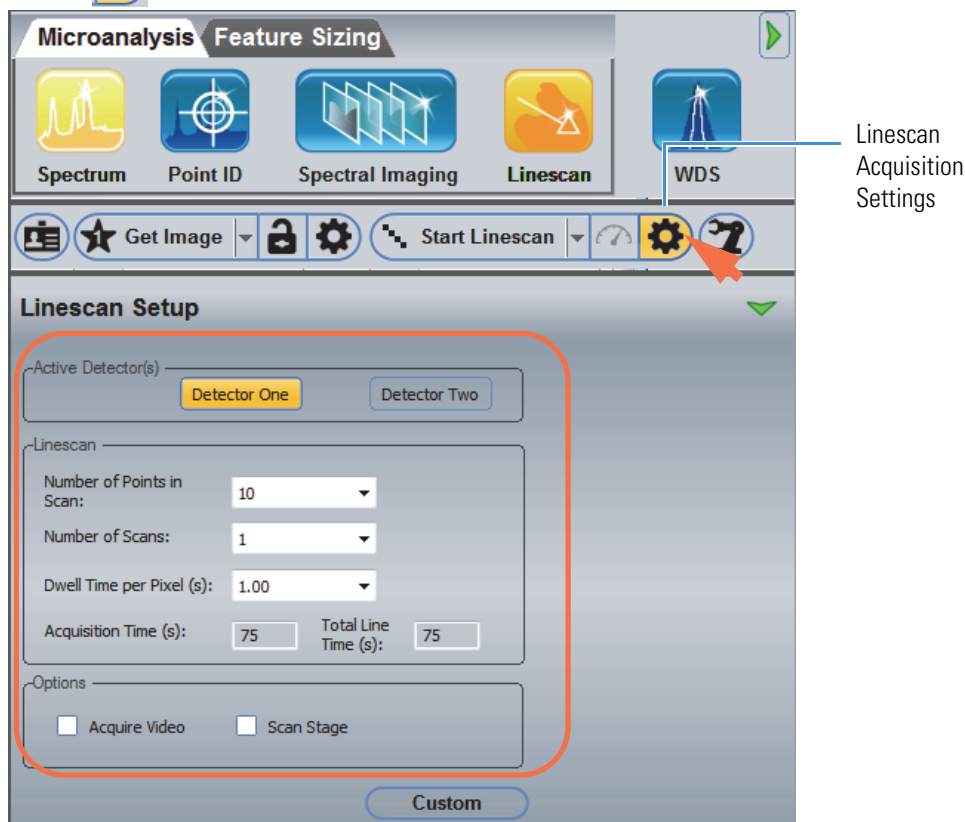 Microanalysis Feature Sizing
Spectrum Point ID Spectral Imaging Linescan WDS
Linescan
Acquisition
Settings
1 Get Image Start Linescan
Linescan Setup
Active Detector(s)
Detector One Detector Two
Linescan
Number of Points in
Scan:
10
Number of Scans: 1
Dwell Time per Pixel (s): 1.00
Acquisition Time (s): 75
Total Line
Time (s):
75
Options
Acquire Video Scan Stage
Custom